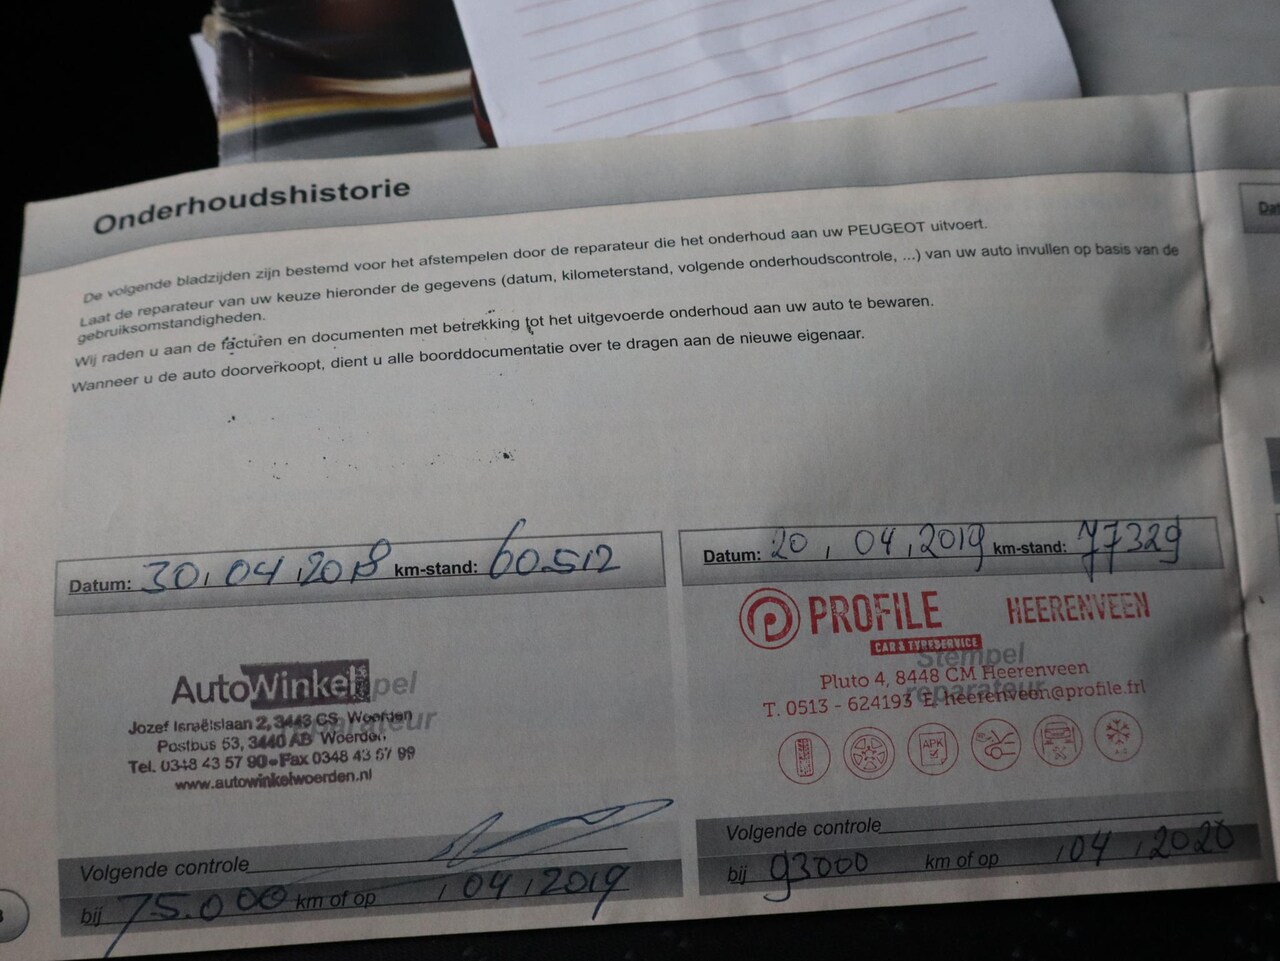 Onderhoudshistorie
De volgende bladzijden zijn bestemd voor het afstempelen door de reparateur die het onderhoud aan uw PEUGEOT uitvoert.
Laat de reparateur van uw keuze hieronder de gegevens (datum, kilometerstand, volgende onderhoudscontrole, ...) van uw auto invullen op basis van de
gebruiksomstandigheden.
Wij raden u aan de facturen en documenten met betrekking tot het uitgevoerde onderhoud aan uw auto te bewaren.
Wanneer u de auto doorverkoopt, dient u alle boorddocumentatie over te dragen aan de nieuwe eigenaar.
Datum: 30, 04, 2018 km-stand: 60.512
AutoWinkel
Jozef Israëlslaan 2, 3443 CS Woerden
Postbus 53, 3440 AB Woerden
Tel. 0348 43 57 90 - Fax 0348 43 57 99
www.autowinkelwoerden.nl
Volgende controle
bij 75.000 km of op , 04, 2019
Datum: 20, 04, 2019 km-stand: 77329
PROFILE HEERENVEEN
CAR & TYRESERVICE
Stempel
reparateur
Pluto 4, 8448 CM Heerenveen
T. 0513 - 624193 E. heerenveen@profile.frl
APK
A.C
Volgende controle
bij 93000 km of op , 04, 2020